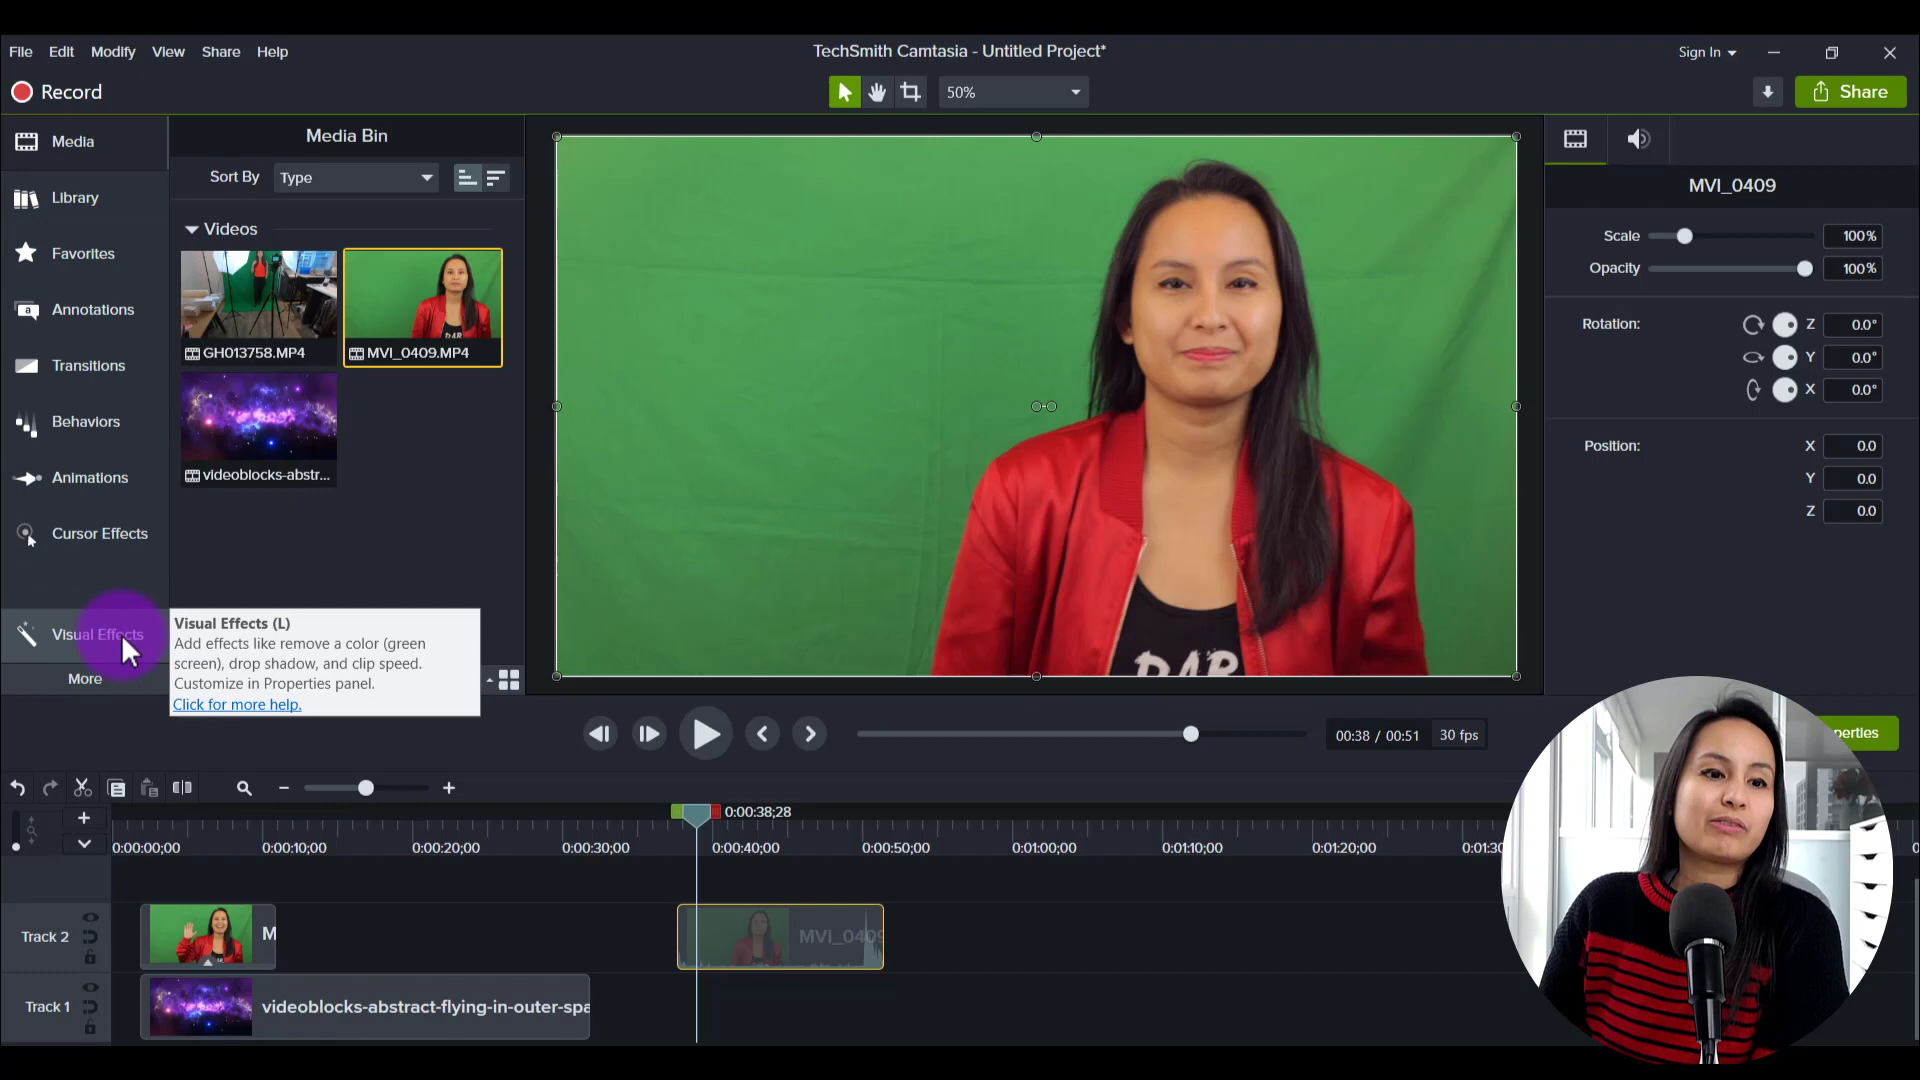 File Edit Modify View Share Help
TechSmith Camtasia - Untitled Project*
Sign In
Record
50%
Share
Media
Library
Favorites
Annotations
Transitions
Behaviors
Animations
Cursor Effects
Visual Effects
More
Media Bin
Sort By Type
Videos
GH013758.MP4
MVI_0409.MP4
videoblocks-abstr...
Visual Effects (L)
Add effects like remove a color (green
screen), drop shadow, and clip speed.
Customize in Properties panel.
Click for more help.
MVI_0409
Scale 100%
Opacity 100%
Rotation: Z 0.0°
Y 0.0°
X 0.0°
Position: X 0.0
Y 0.0
Z 0.0
00:38 / 00:51 30 fps
perties
0:00:38;28
0:00:00;00 0:00:10;00 0:00:20;00 0:00:30;00 0:00:40;00 0:00:50;00 0:01:00;00 0:01:10;00 0:01:20;00 0:01:30
Track 2
M
MVI_0409
Track 1
videoblocks-abstract-flying-in-outer-spa